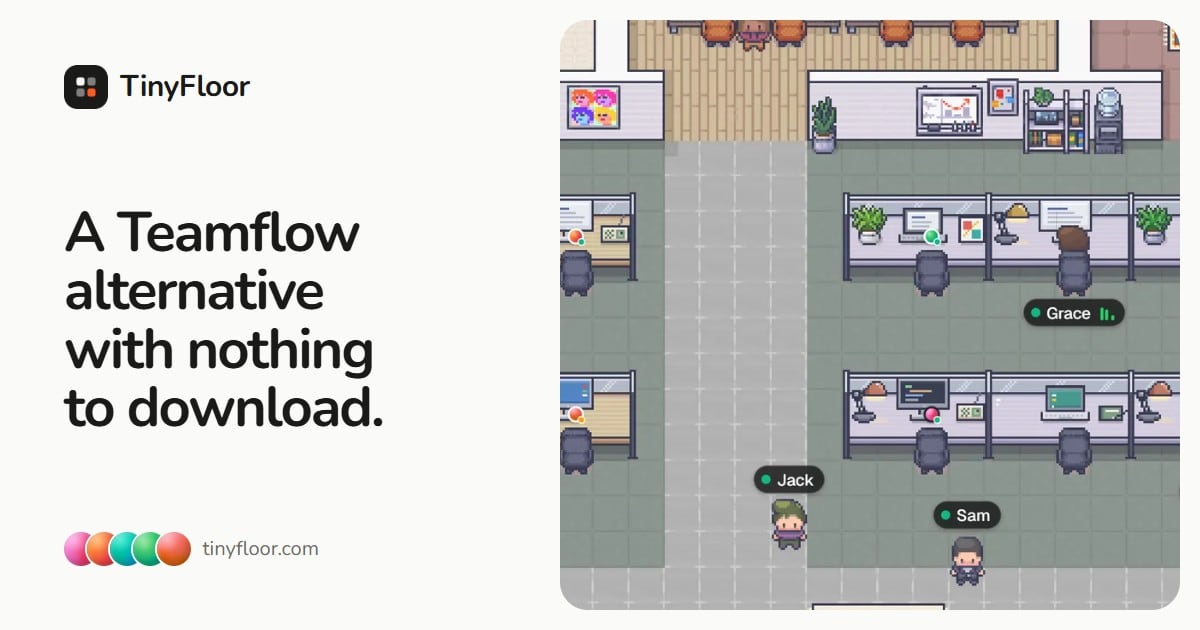 TinyFloor
A Teamflow
alternative
with nothing
to download.
tinyfloor.com
Grace
Jack
Sam